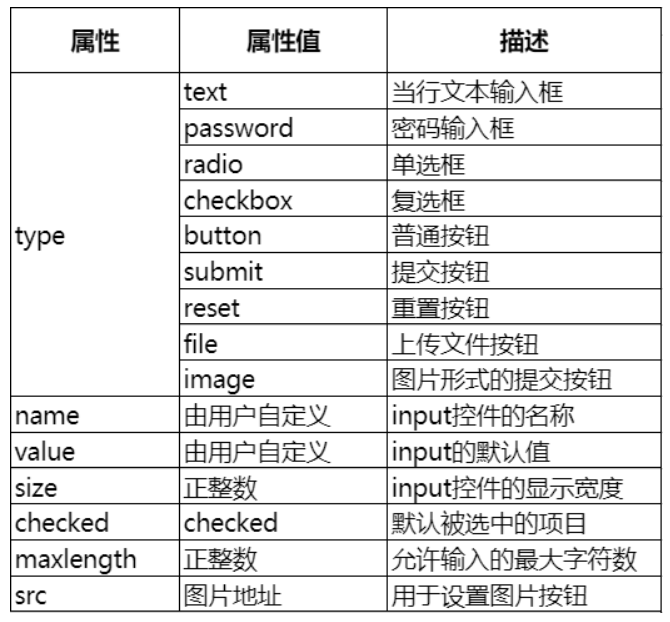 属性 属性值 描述
text 当行文本输入框
password 密码输入框
radio 单选框
checkbox 复选框
type button 普通按钮
submit 提交按钮
reset 重置按钮
file 上传文件按钮
image 图片形式的提交按钮
name 由用户自定义 input控件的名称
value 由用户自定义 input的默认值
size 正整数 input控件的显示宽度
checked checked 默认被选中的项目
maxlength 正整数 允许输入的最大字符数
src 图片地址 用于设置图片按钮